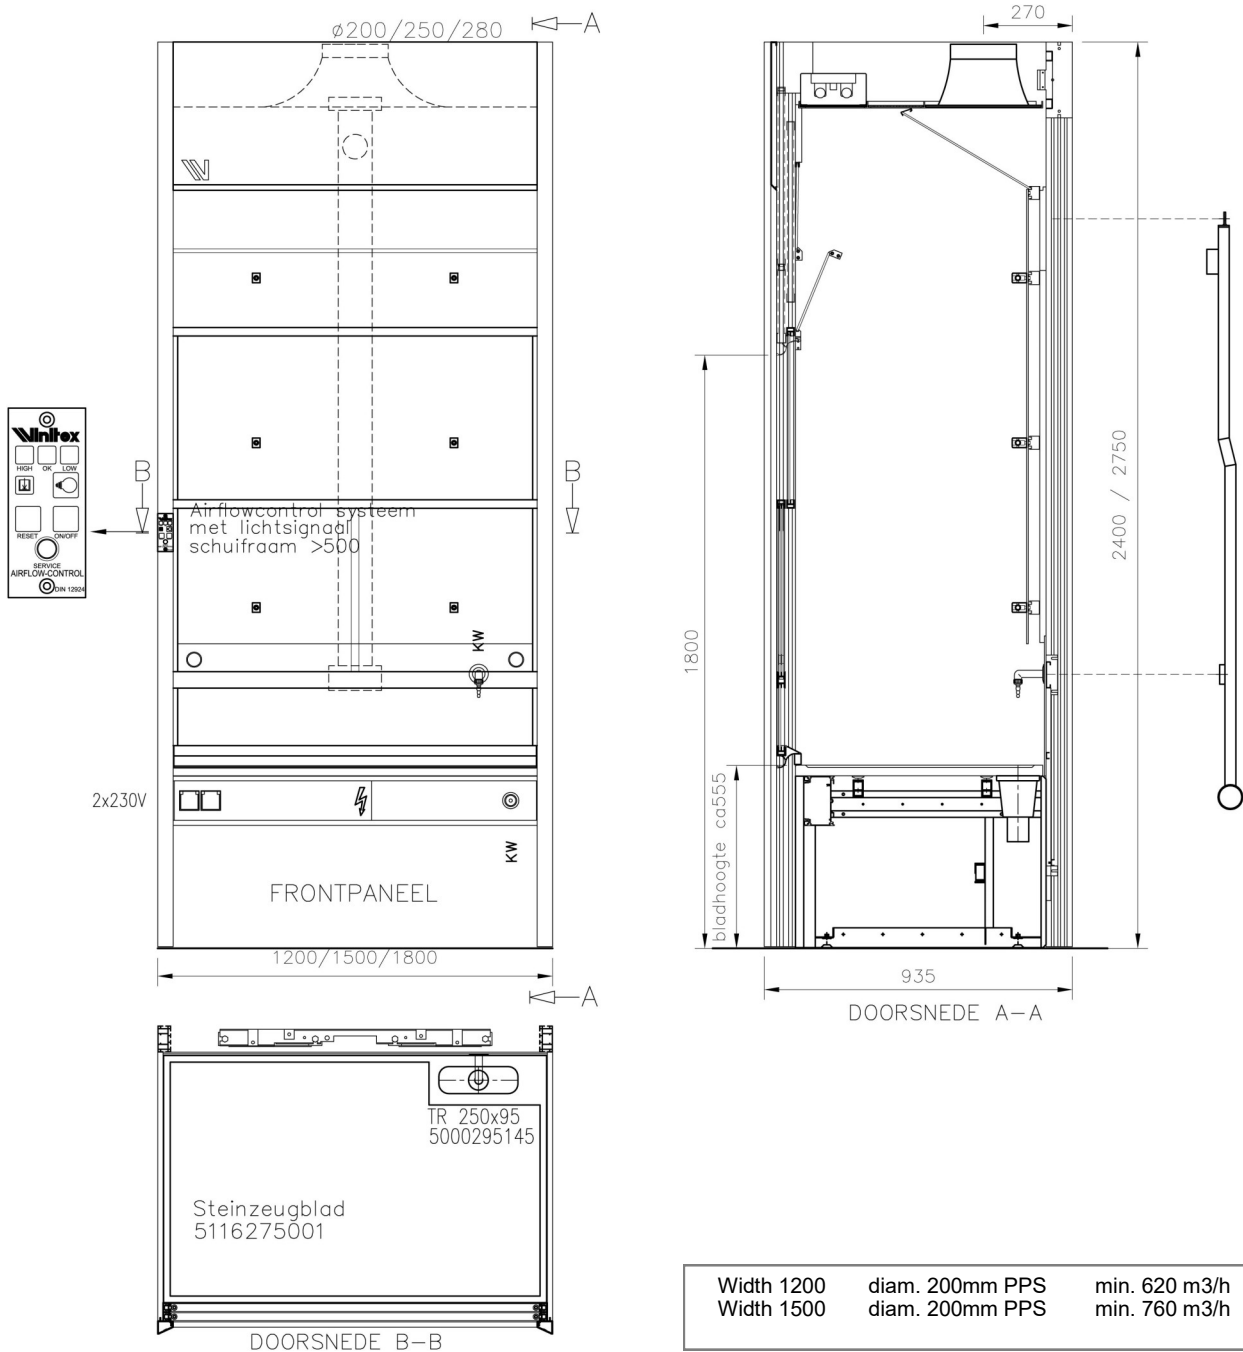 ø200/250/280
A
270
Winitex
HIGH OK LOW
RESET ON/OFF
SERVICE
AIRFLOW-CONTROL
DIN 12924
B
B
Airflowcontrol systeem
met lichtsignaal
schuifraam >500
KW
2x230V
KW
FRONTPANEEL
1200/1500/1800
A
1800
2400 / 2750
bladhoogte ca555
935
DOORSNEDE A-A
TR 250x95
5000295145
Steinzeugblad
5116275001
DOORSNEDE B-B
Width 1200 diam. 200mm PPS min. 620 m3/h
Width 1500 diam. 200mm PPS min. 760 m3/h